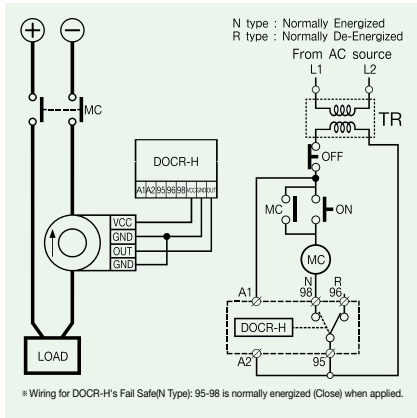 N type : Normally Energized
R type : Normally De-Energized
From AC source
L1 L2
MC
TR
DOCR-H
OFF
A1 A2 95 96 98 VCC GND OUT
MC ON
VCC
GND
OUT
GND
MC
A1 N 98 R 96
DOCR-H
LOAD
A2 95
※ Wiring for DOCR-H's Fail Safe(N Type): 95-98 is normally energized (Close) when applied.